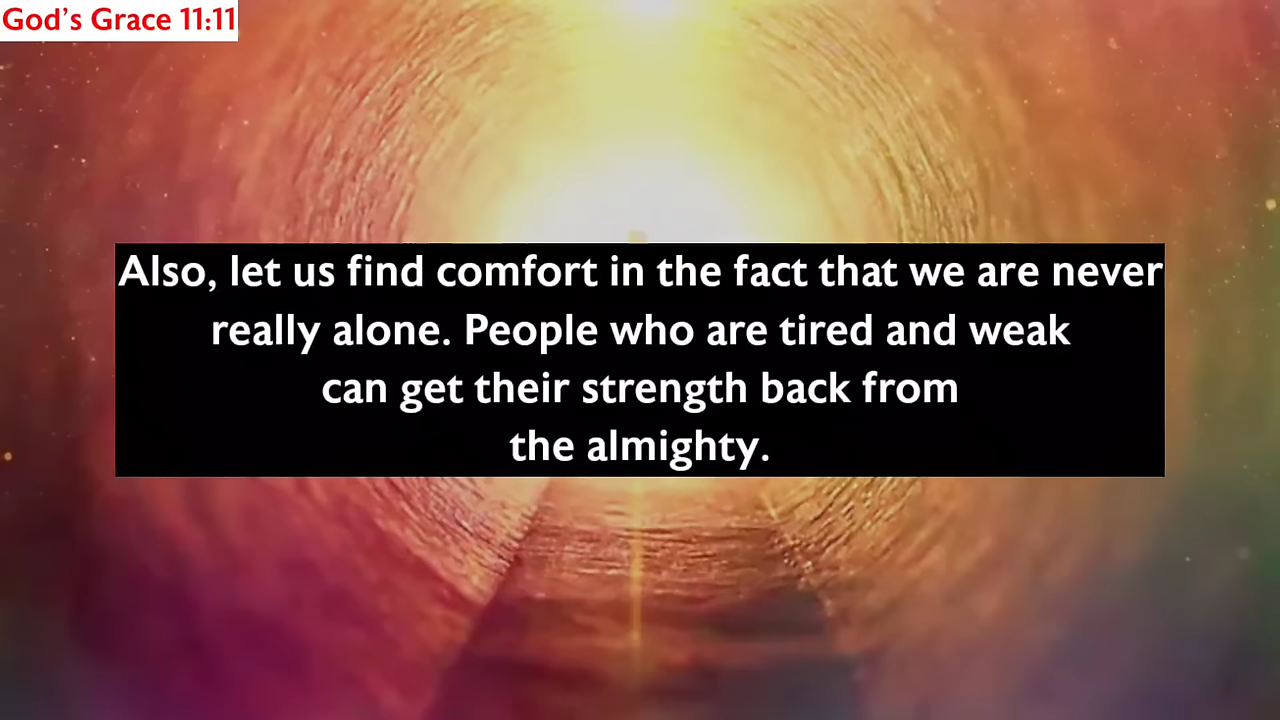 God’s Grace 11:11
Also, let us find comfort in the fact that we are never
really alone. People who are tired and weak
can get their strength back from
the almighty.